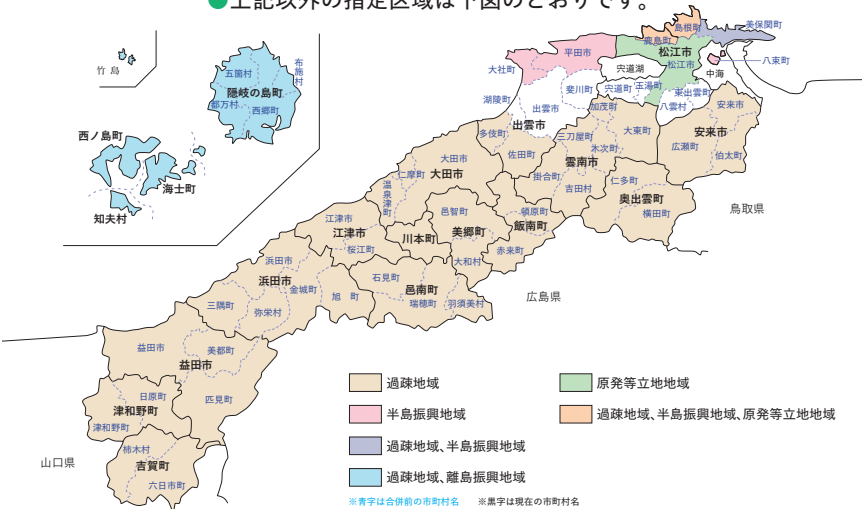 ●上記以外の指定区域は下図のとおりです。
竹島
五箇村
布施村
隠岐の島町
都万村
西郷町
西ノ島町
海士町
知夫村
島根町
美保関町
鹿島町
松江市
松江市
八束町
中海
平田市
大社町
宍道湖
宍道町
玉湯町
東出雲町
八雲村
湖陵町
出雲市
斐川町
加茂町
安来市
安来市
広瀬町
伯太町
多伎町
出雲市
三刀屋町
大東町
木次町
佐田町
雲南市
掛合町
吉田村
仁多町
奥出雲町
横田町
鳥取県
大田市
大田市
仁摩町
温泉津町
邑智町
頓原町
飯南町
赤来町
江津市
江津市
桜江町
川本町
美郷町
大和村
浜田市
浜田市
金城町
旭 町
石見町
邑南町
瑞穂町
羽須美村
広島県
三隅町
弥栄村
益田市
美都町
益田市
匹見町
日原町
津和野町
津和野町
柿木村
吉賀町
六日市町
山口県
過疎地域
半島振興地域
過疎地域、半島振興地域
過疎地域、離島振興地域
原発等立地地域
過疎地域、半島振興地域、原発等立地地域
※青字は合併前の市町村名 ※黒字は現在の市町村名